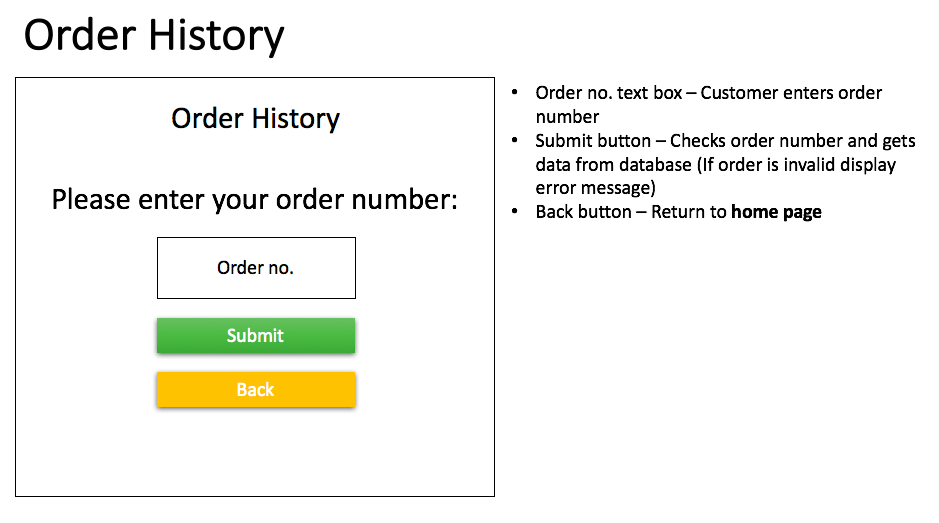 Order History
Order History
Please enter your order number:
Order no.
Submit
Back
• Order no. text box – Customer enters order
number
• Submit button – Checks order number and gets
data from database (If order is invalid display
error message)
• Back button – Return to home page